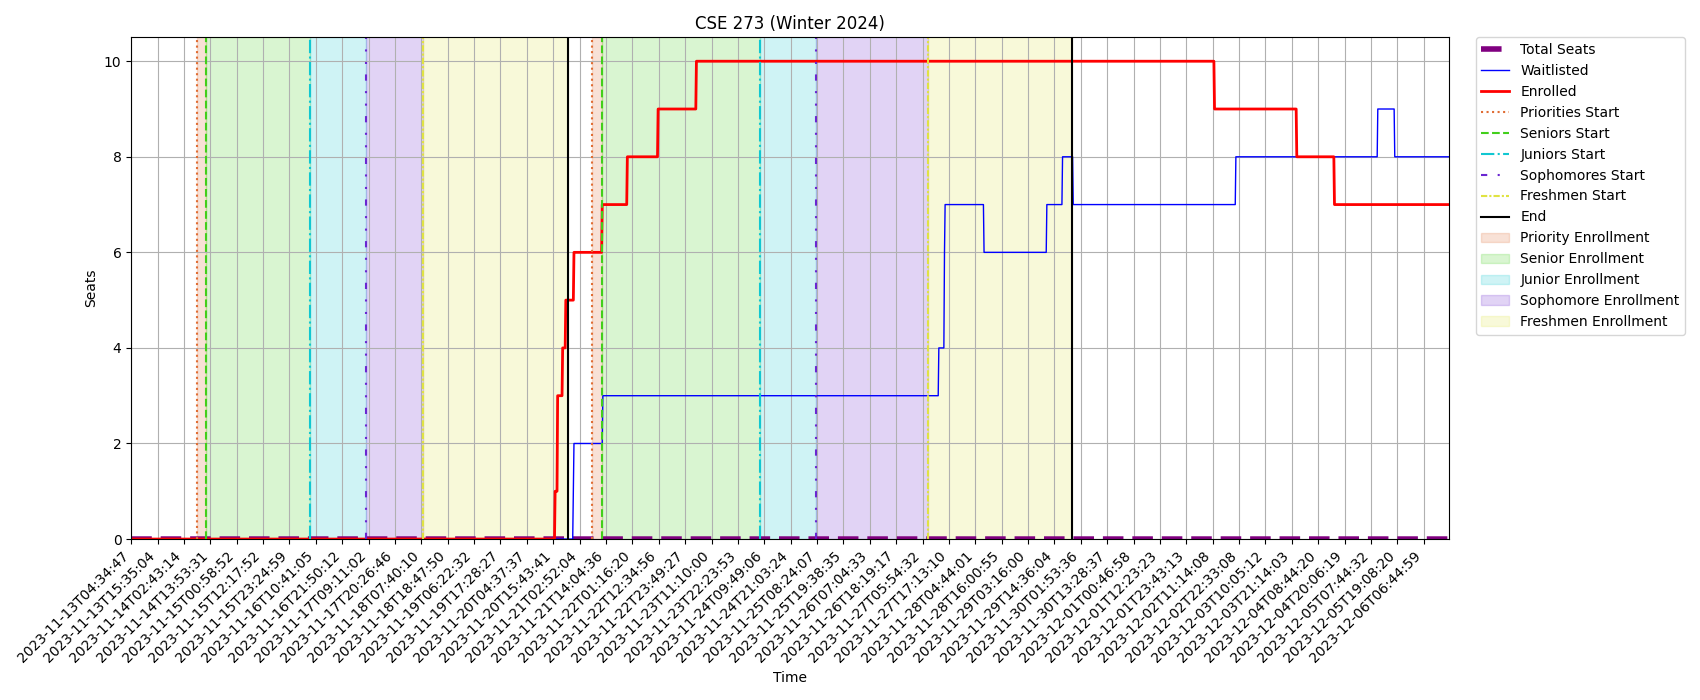 CSE 273 (Winter 2024)
10
8
6
4
2
0
Seats
2023-11-13T04:34:47
2023-11-13T15:35:04
2023-11-14T02:43:14
2023-11-14T13:53:31
2023-11-15T00:58:52
2023-11-15T12:17:52
2023-11-15T23:24:59
2023-11-16T10:41:05
2023-11-16T21:50:12
2023-11-17T09:11:02
2023-11-17T20:26:46
2023-11-18T07:40:10
2023-11-18T18:47:50
2023-11-19T06:22:32
2023-11-19T17:28:27
2023-11-20T04:37:37
2023-11-20T15:43:41
2023-11-21T02:52:04
2023-11-21T14:04:36
2023-11-22T01:16:20
2023-11-22T12:34:56
2023-11-22T23:49:27
2023-11-23T11:10:00
2023-11-23T22:23:53
2023-11-24T09:49:06
2023-11-24T21:03:24
2023-11-25T08:24:07
2023-11-25T19:38:35
2023-11-26T07:04:33
2023-11-26T18:19:17
2023-11-27T05:54:32
2023-11-27T17:13:10
2023-11-28T04:44:01
2023-11-28T16:00:55
2023-11-29T03:16:00
2023-11-29T14:36:04
2023-11-30T01:53:36
2023-11-30T13:28:37
2023-12-01T00:46:58
2023-12-01T12:23:23
2023-12-01T23:43:13
2023-12-02T11:14:08
2023-12-02T22:33:08
2023-12-03T10:05:12
2023-12-03T21:14:03
2023-12-04T08:44:20
2023-12-04T20:06:19
2023-12-05T07:44:32
2023-12-05T19:08:20
2023-12-06T06:44:59
Time
Total Seats
Waitlisted
Enrolled
Priorities Start
Seniors Start
Juniors Start
Sophomores Start
Freshmen Start
End
Priority Enrollment
Senior Enrollment
Junior Enrollment
Sophomore Enrollment
Freshmen Enrollment